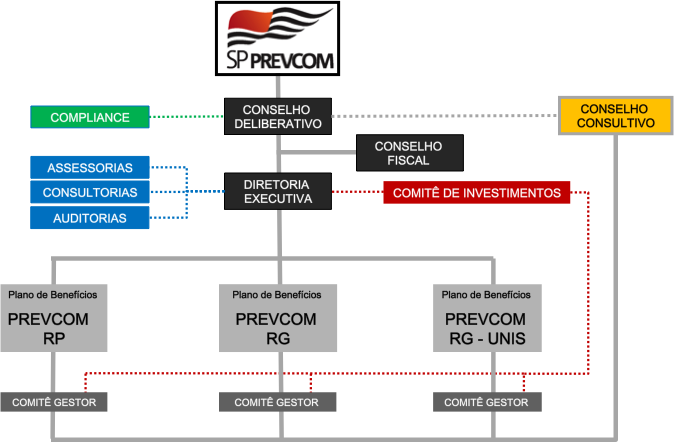 SP PREVCOM
CONSELHO
DELIBERATIVO
CONSELHO
CONSULTIVO
COMPLIANCE
CONSELHO
FISCAL
ASSESSORIAS
CONSULTORIAS
AUDITORIAS
DIRETORIA
EXECUTIVA
COMITÊ DE INVESTIMENTOS
Plano de Benefícios
PREVCOM
RP
Plano de Benefícios
PREVCOM
RG
Plano de Benefícios
PREVCOM
RG - UNIS
COMITÊ GESTOR
COMITÊ GESTOR
COMITÊ GESTOR